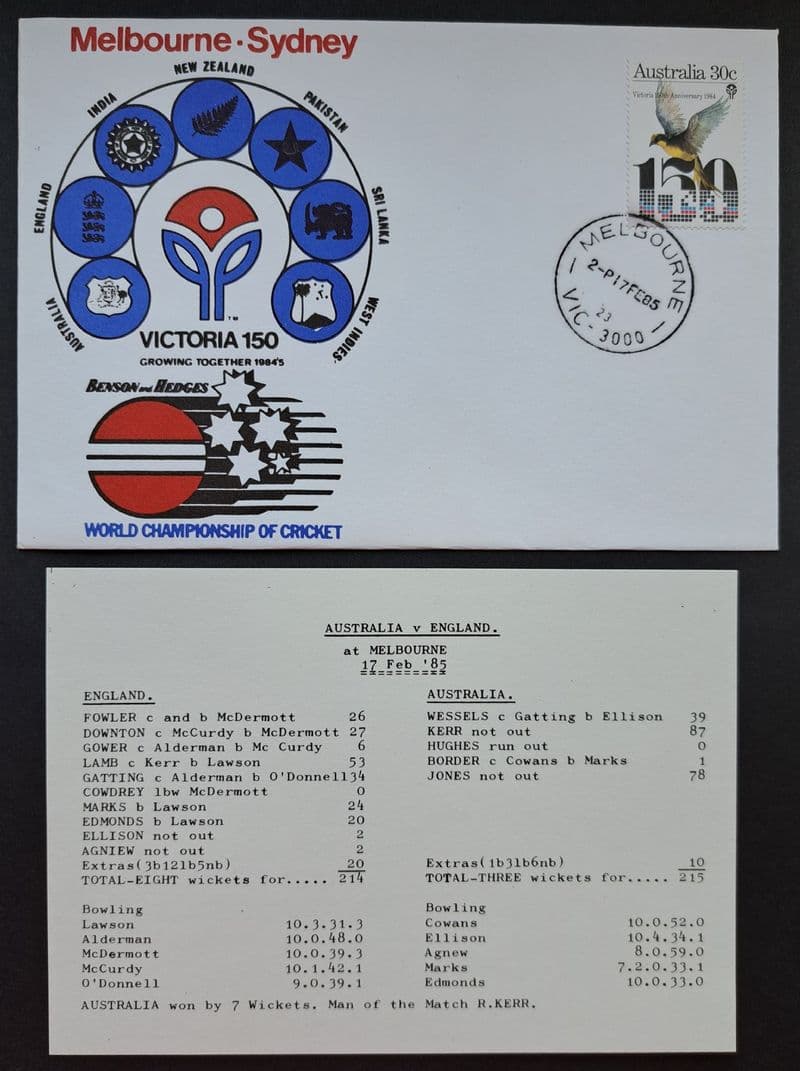 Melbourne · Sydney
NEW ZEALAND
INDIA
PAKISTAN
ENGLAND
SRI LANKA
AUSTRALIA
WEST INDIES
TM
VICTORIA 150
GROWING TOGETHER 1984/5
BENSON and HEDGES
WORLD CHAMPIONSHIP OF CRICKET
Australia 30c
Victoria 150th Anniversary 1984
150
MELBOURNE
2-P17FE85
23
VIC-3000
AUSTRALIA v ENGLAND.
at MELBOURNE
17 Feb '85
ENGLAND.
FOWLER c and b McDermott 26
DOWNTON c McCurdy b McDermott 27
GOWER c Alderman b Mc Curdy 6
LAMB c Kerr b Lawson 53
GATTING c Alderman b O'Donnell34
COWDREY lbw McDermott 0
MARKS b Lawson 24
EDMONDS b Lawson 20
ELLISON not out 2
AGNIEW not out 2
Extras(3b12lb5nb) 20
TOTAL-EIGHT wickets for..... 214
Bowling
Lawson 10.3.31.3
Alderman 10.0.48.0
McDermott 10.0.39.3
McCurdy 10.1.42.1
O'Donnell 9.0.39.1
AUSTRALIA.
WESSELS c Gatting b Ellison 39
KERR not out 87
HUGHES run out 0
BORDER c Cowans b Marks 1
JONES not out 78
Extras(1b3lb6nb) 10
TOTAL-THREE wickets for..... 215
Bowling
Cowans 10.0.52.0
Ellison 10.4.34.1
Agnew 8.0.59.0
Marks 7.2.0.33.1
Edmonds 10.0.33.0
AUSTRALIA won by 7 Wickets. Man of the Match R.KERR.